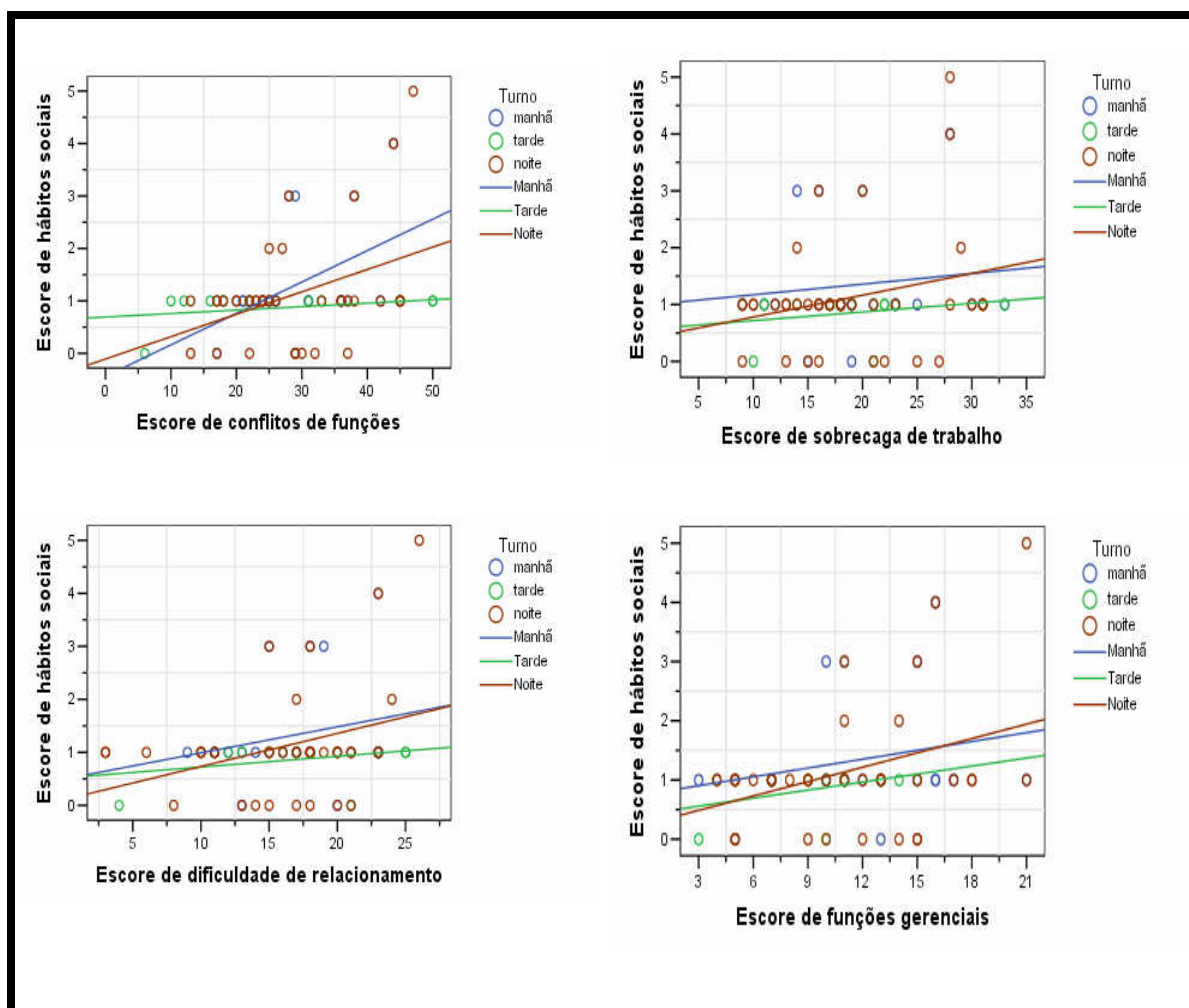 Escore de hábitos sociais
5
4
3
2
1
0
0
10
20
30
40
50
Escore de conflitos de funções
Turno
manhã
tarde
noite
Manhã
Tarde
Noite
Escore de hábitos sociais
5
4
3
2
1
0
5
10
15
20
25
30
35
Escore de sobrecaga de trabalho
Turno
manhã
tarde
noite
Manhã
Tarde
Noite
Escore de hábitos sociais
5
4
3
2
1
0
5
10
15
20
25
Escore de dificuldade de relacionamento
Turno
manhã
tarde
noite
Manhã
Tarde
Noite
Escore de hábitos sociais
5
4
3
2
1
0
3
6
9
12
15
18
21
Escore de funções gerenciais
Turno
manhã
tarde
noite
Manhã
Tarde
Noite